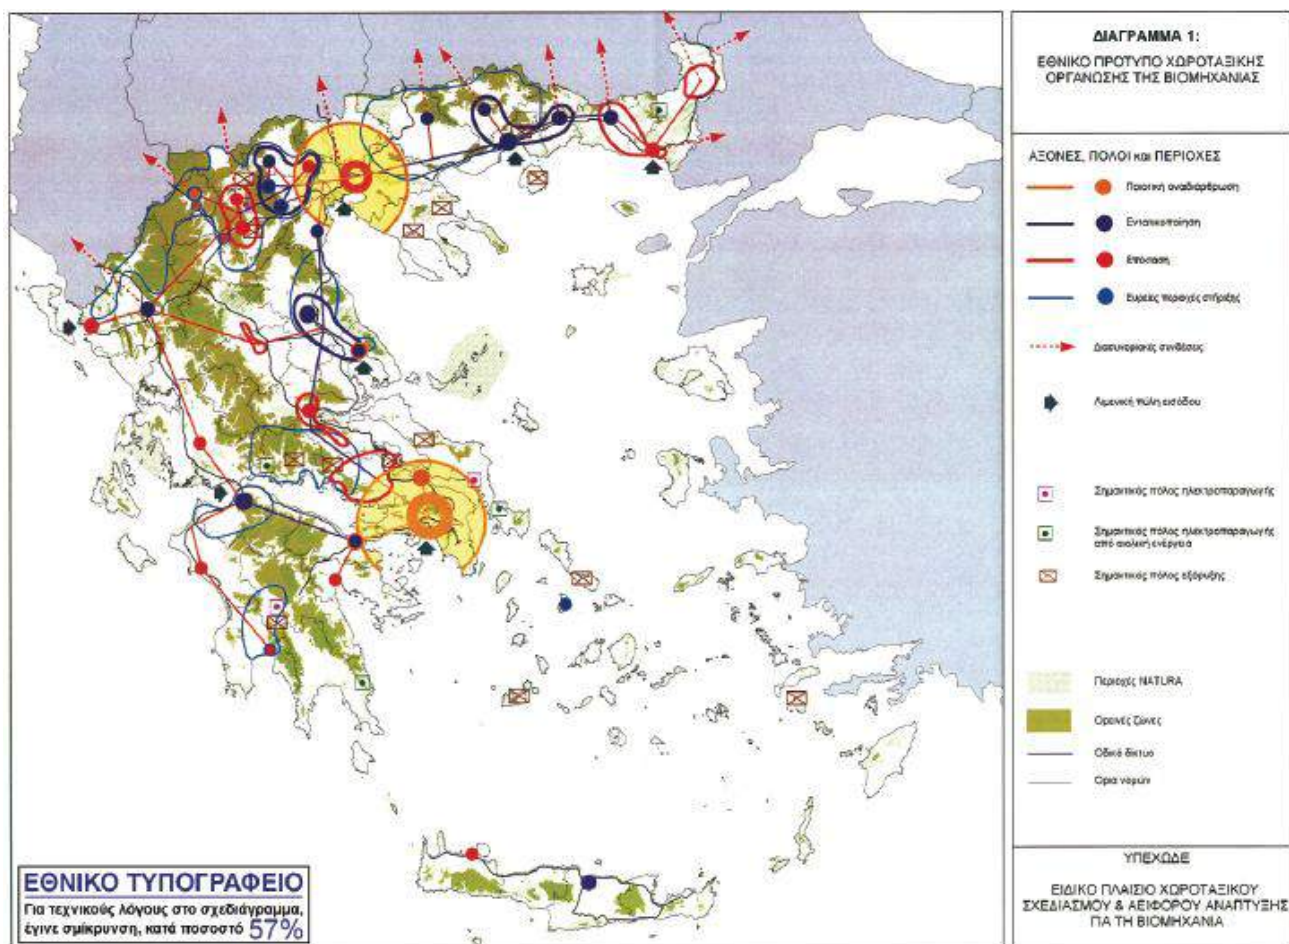 ΔΙΑΓΡΑΜΜΑ 1:
ΕΘΝΙΚΟ ΠΡΟΤΥΠΟ ΧΩΡΟΤΑΞΙΚΗΣ
ΟΡΓΑΝΩΣΗΣ ΤΗΣ ΒΙΟΜΗΧΑΝΙΑΣ
ΑΞΟΝΕΣ, ΠΟΛΟΙ και ΠΕΡΙΟΧΕΣ
Ποιοτική αναδιάρθρωση
Εντατικοποίηση
Επέκταση
Ευρείες περιοχές στήριξης
Διασυνοριακές συνδέσεις
Λιμενική πύλη εισόδου
Σημαντικός πόλος ηλεκτροπαραγωγής
Σημαντικός πόλος ηλεκτροπαραγωγής
από αιολική ενέργεια
Σημαντικός πόλος εξόρυξης
Περιοχές NATURA
Ορεινές ζώνες
Οδικό δίκτυο
Όρια νομών
ΥΠΕΧΩΔΕ
ΕΙΔΙΚΟ ΠΛΑΙΣΙΟ ΧΩΡΟΤΑΞΙΚΟΥ
ΣΧΕΔΙΑΣΜΟΥ & ΑΕΙΦΟΡΟΥ ΑΝΑΠΤΥΞΗΣ
ΓΙΑ ΤΗ ΒΙΟΜΗΧΑΝΙΑ
ΕΘΝΙΚΟ ΤΥΠΟΓΡΑΦΕΙΟ
Για τεχνικούς λόγους στο σχεδιάγραμμα,
έγινε σμίκρυνση, κατά ποσοστό 57%